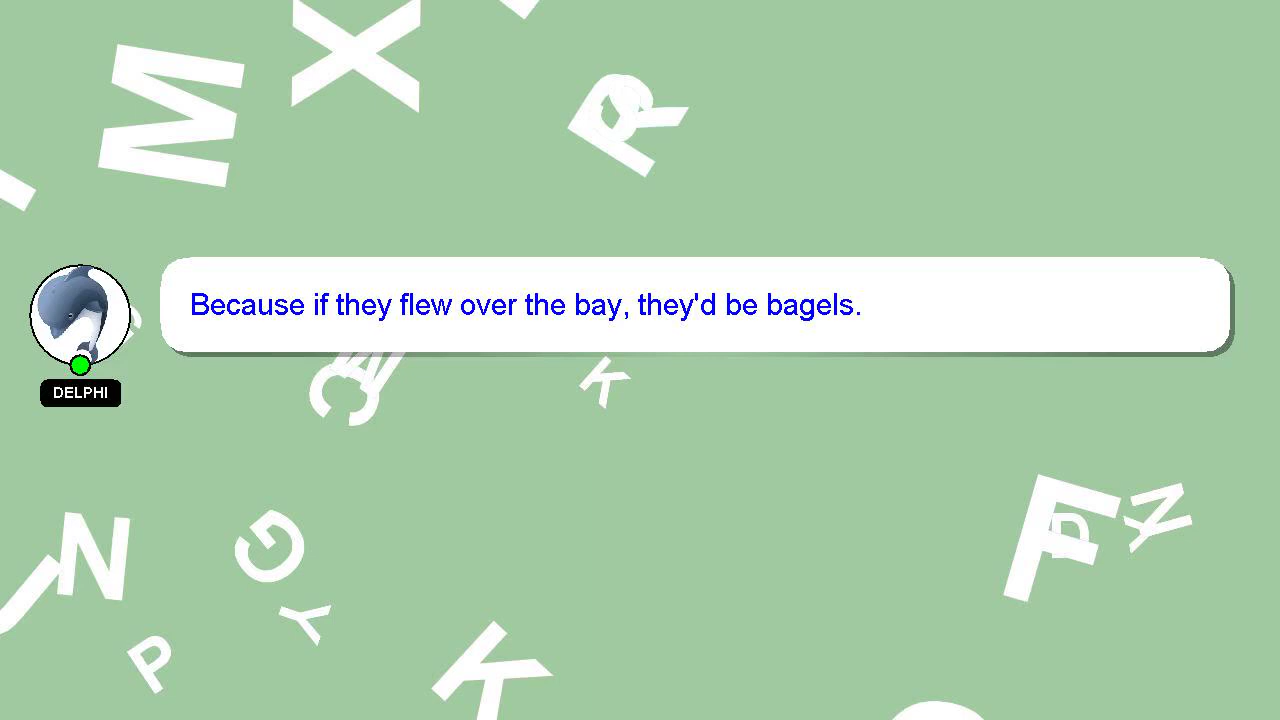 M
X
R
Because if they flew over the bay, they'd be bagels.
DELPHI
C
K
F
D
Z
Y
N
G
Y
P
K